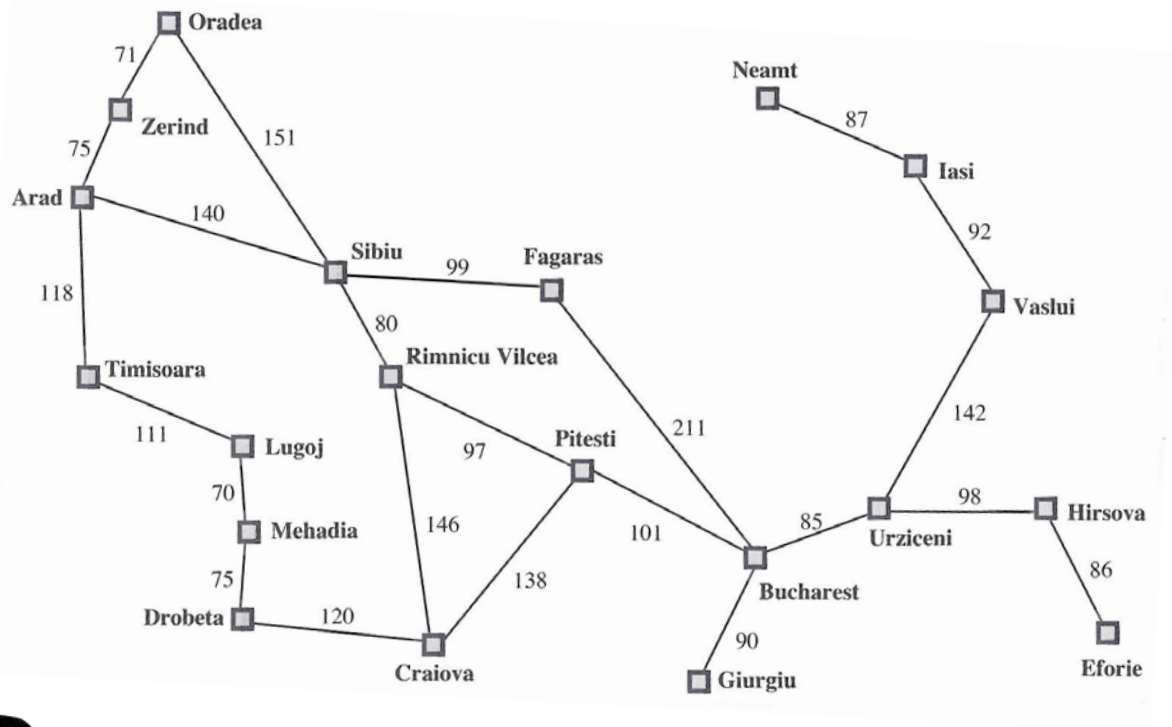 Oradea
71
Neamt
87
Zerind
151
75
Iasi
Arad
140
92
Sibiu
99
Fagaras
118
Vaslui
80
Rimnicu Vilcea
Timisoara
142
111
211
Lugoj
97
Pitesti
70
98
Hirsova
146
85
Mehadia
101
Urziceni
86
75
138
Bucharest
Drobeta
120
90
Craiova
Giurgiu
Eforie